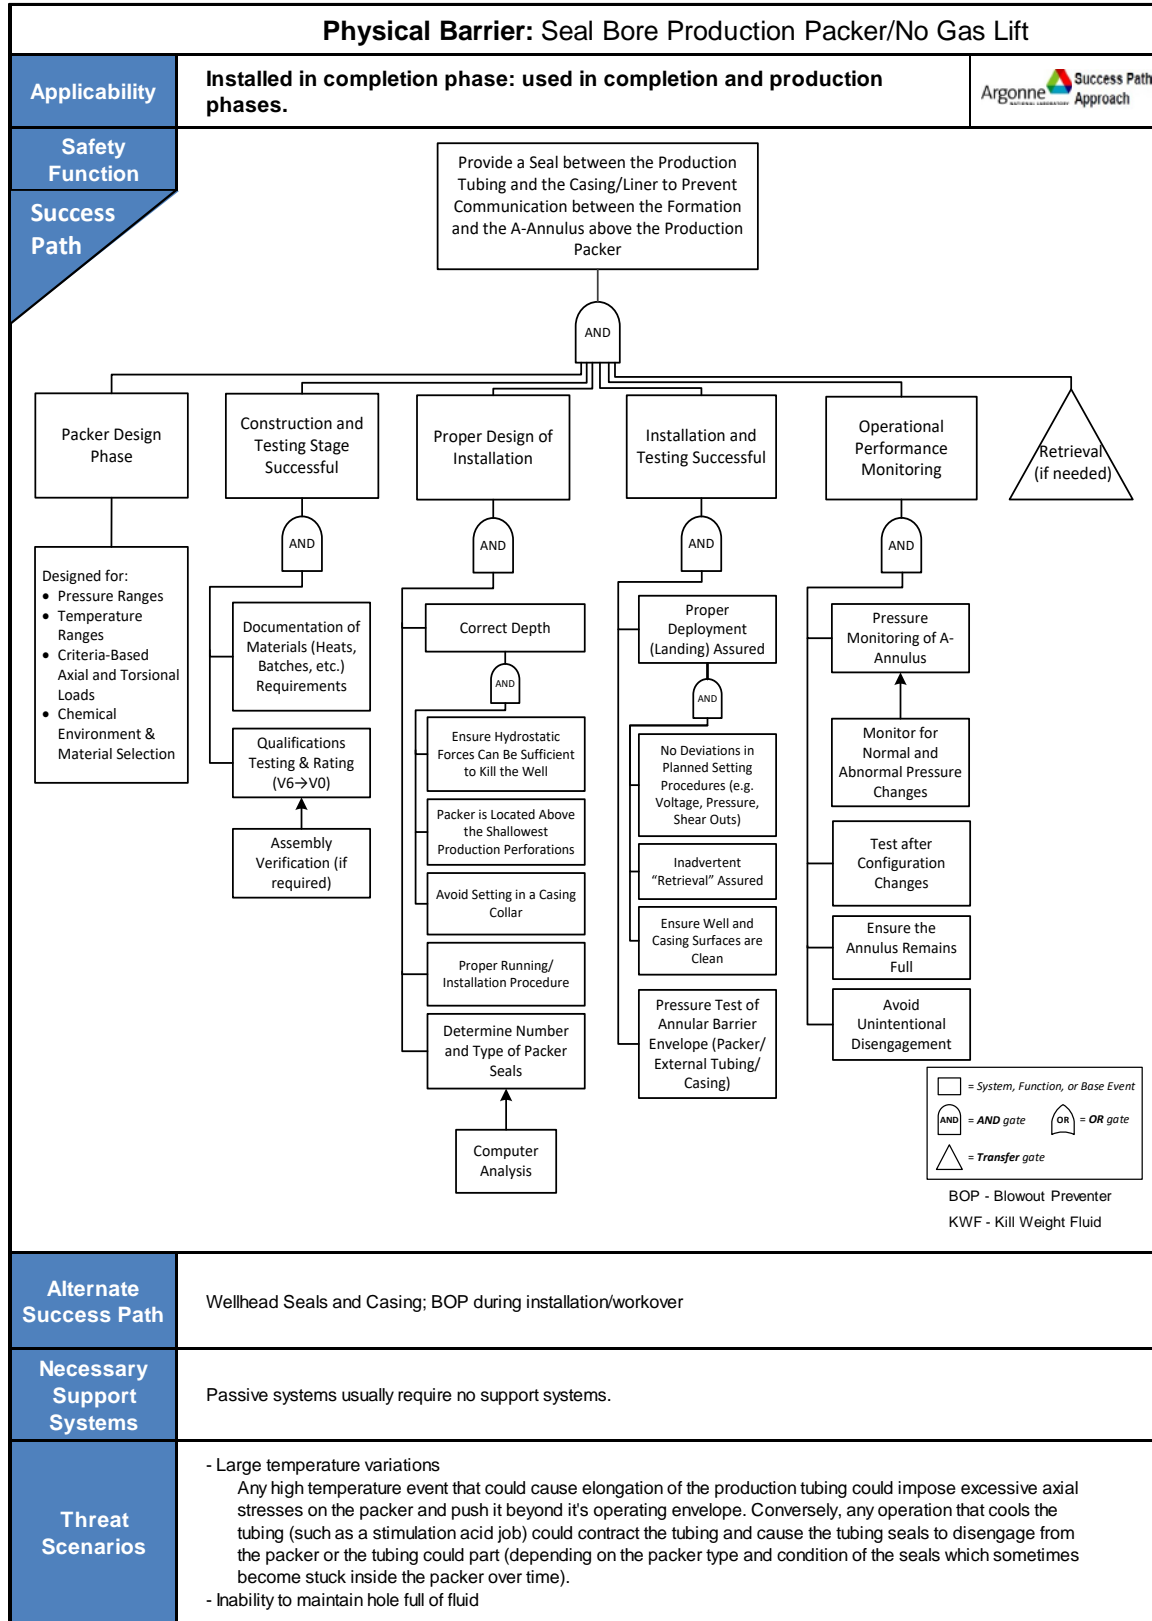 Physical Barrier: Seal Bore Production Packer/No Gas Lift
Applicability
Installed in completion phase: used in completion and production
phases.
Argonne
NATIONAL LABORATORY
Success Path
Approach
Safety
Function
Success
Path
Provide a Seal between the Production
Tubing and the Casing/Liner to Prevent
Communication between the Formation
and the A-Annulus above the Production
Packer
AND
Packer Design
Phase
Construction and
Testing Stage
Successful
Proper Design of
Installation
Installation and
Testing Successful
Operational
Performance
Monitoring
Retrieval
(if needed)
AND
AND
AND
AND
Designed for:
• Pressure Ranges
• Temperature
Ranges
• Criteria-Based
Axial and Torsional
Loads
• Chemical
Environment &
Material Selection
Documentation of
Materials (Heats,
Batches, etc.)
Requirements
Qualifications
Testing & Rating
(V6→V0)
Assembly
Verification (if
required)
Correct Depth
AND
Ensure Hydrostatic
Forces Can Be Sufficient
to Kill the Well
Packer is Located Above
the Shallowest
Production Perforations
Avoid Setting in a Casing
Collar
Proper Running/
Installation Procedure
Determine Number
and Type of Packer
Seals
Computer
Analysis
Proper
Deployment
(Landing) Assured
AND
No Deviations in
Planned Setting
Procedures (e.g.
Voltage, Pressure,
Shear Outs)
Inadvertent
“Retrieval” Assured
Ensure Well and
Casing Surfaces are
Clean
Pressure Test of
Annular Barrier
Envelope (Packer/
External Tubing/
Casing)
Pressure
Monitoring of A-
Annulus
Monitor for
Normal and
Abnormal Pressure
Changes
Test after
Configuration
Changes
Ensure the
Annulus Remains
Full
Avoid
Unintentional
Disengagement
= System, Function, or Base Event
AND = AND gate OR = OR gate
= Transfer gate
BOP - Blowout Preventer
KWF - Kill Weight Fluid
Alternate
Success Path
Wellhead Seals and Casing; BOP during installation/workover
Necessary
Support
Systems
Passive systems usually require no support systems.
Threat
Scenarios
- Large temperature variations
Any high temperature event that could cause elongation of the production tubing could impose excessive axial
stresses on the packer and push it beyond it's operating envelope. Conversely, any operation that cools the
tubing (such as a stimulation acid job) could contract the tubing and cause the tubing seals to disengage from
the packer or the tubing could part (depending on the packer type and condition of the seals which sometimes
become stuck inside the packer over time).
- Inability to maintain hole full of fluid